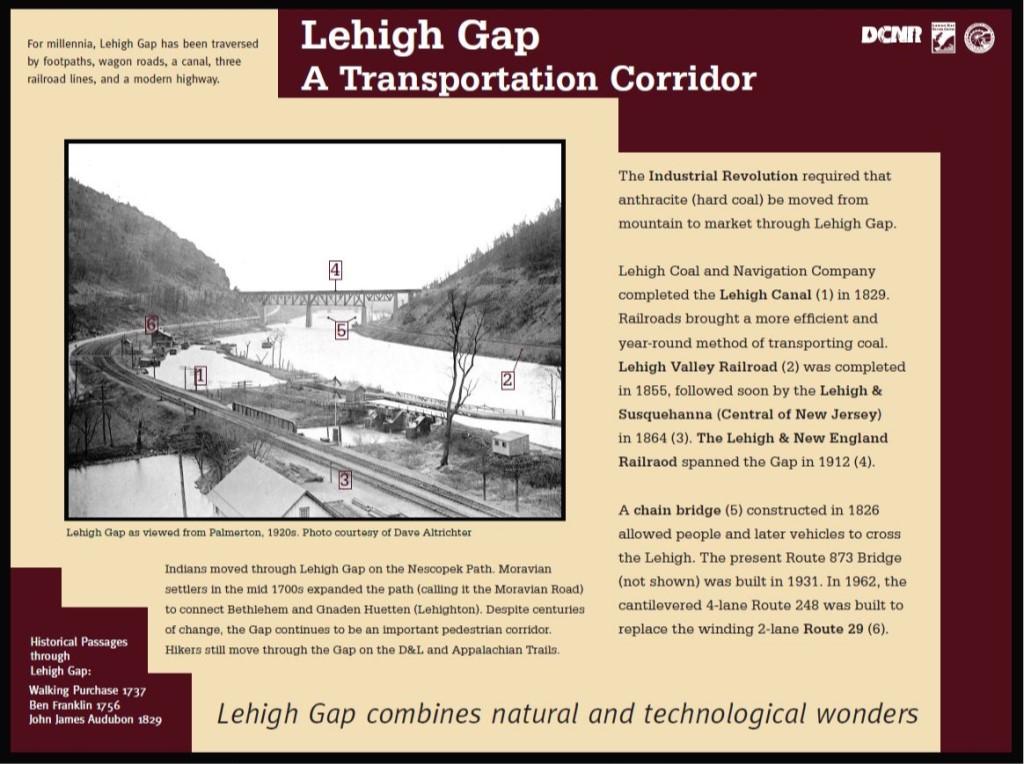 For millennia, Lehigh Gap has been traversed
by footpaths, wagon roads, a canal, three
railroad lines, and a modern highway.
Lehigh Gap
A Transportation Corridor
DCNR
4
6
5
1
2
3
Lehigh Gap as viewed from Palmerton, 1920s. Photo courtesy of Dave Altrichter
The Industrial Revolution required that
anthracite (hard coal) be moved from
mountain to market through Lehigh Gap.
Lehigh Coal and Navigation Company
completed the Lehigh Canal (1) in 1829.
Railroads brought a more efficient and
year-round method of transporting coal.
Lehigh Valley Railroad (2) was completed
in 1855, followed soon by the Lehigh &
Susquehanna (Central of New Jersey)
in 1864 (3). The Lehigh & New England
Railraod spanned the Gap in 1912 (4).
A chain bridge (5) constructed in 1826
allowed people and later vehicles to cross
the Lehigh. The present Route 873 Bridge
(not shown) was built in 1931. In 1962, the
cantilevered 4-lane Route 248 was built to
replace the winding 2-lane Route 29 (6).
Indians moved through Lehigh Gap on the Nescopek Path. Moravian
settlers in the mid 1700s expanded the path (calling it the Moravian Road)
to connect Bethlehem and Gnaden Huetten (Lehighton). Despite centuries
of change, the Gap continues to be an important pedestrian corridor.
Hikers still move through the Gap on the D&L and Appalachian Trails.
Historical Passages
through
Lehigh Gap:
Walking Purchase 1737
Ben Franklin 1756
John James Audubon 1829
Lehigh Gap combines natural and technological wonders